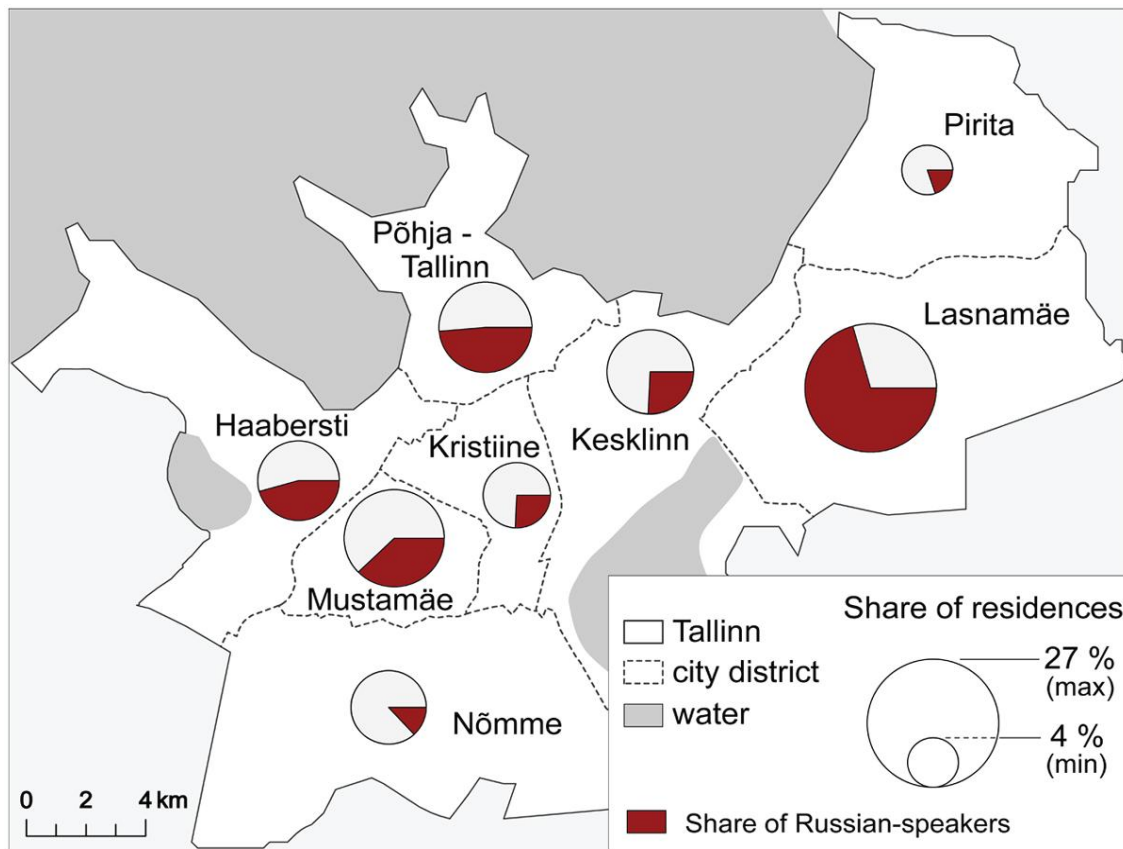 Pirita
Põhja -
Tallinn
Lasnamäe
Haabersti
Kristiine
Kesklinn
Mustamäe
Nõmme
Share of residences
Tallinn
city district
water
27 %
(max)
4 %
(min)
0 2 4 km
Share of Russian-speakers